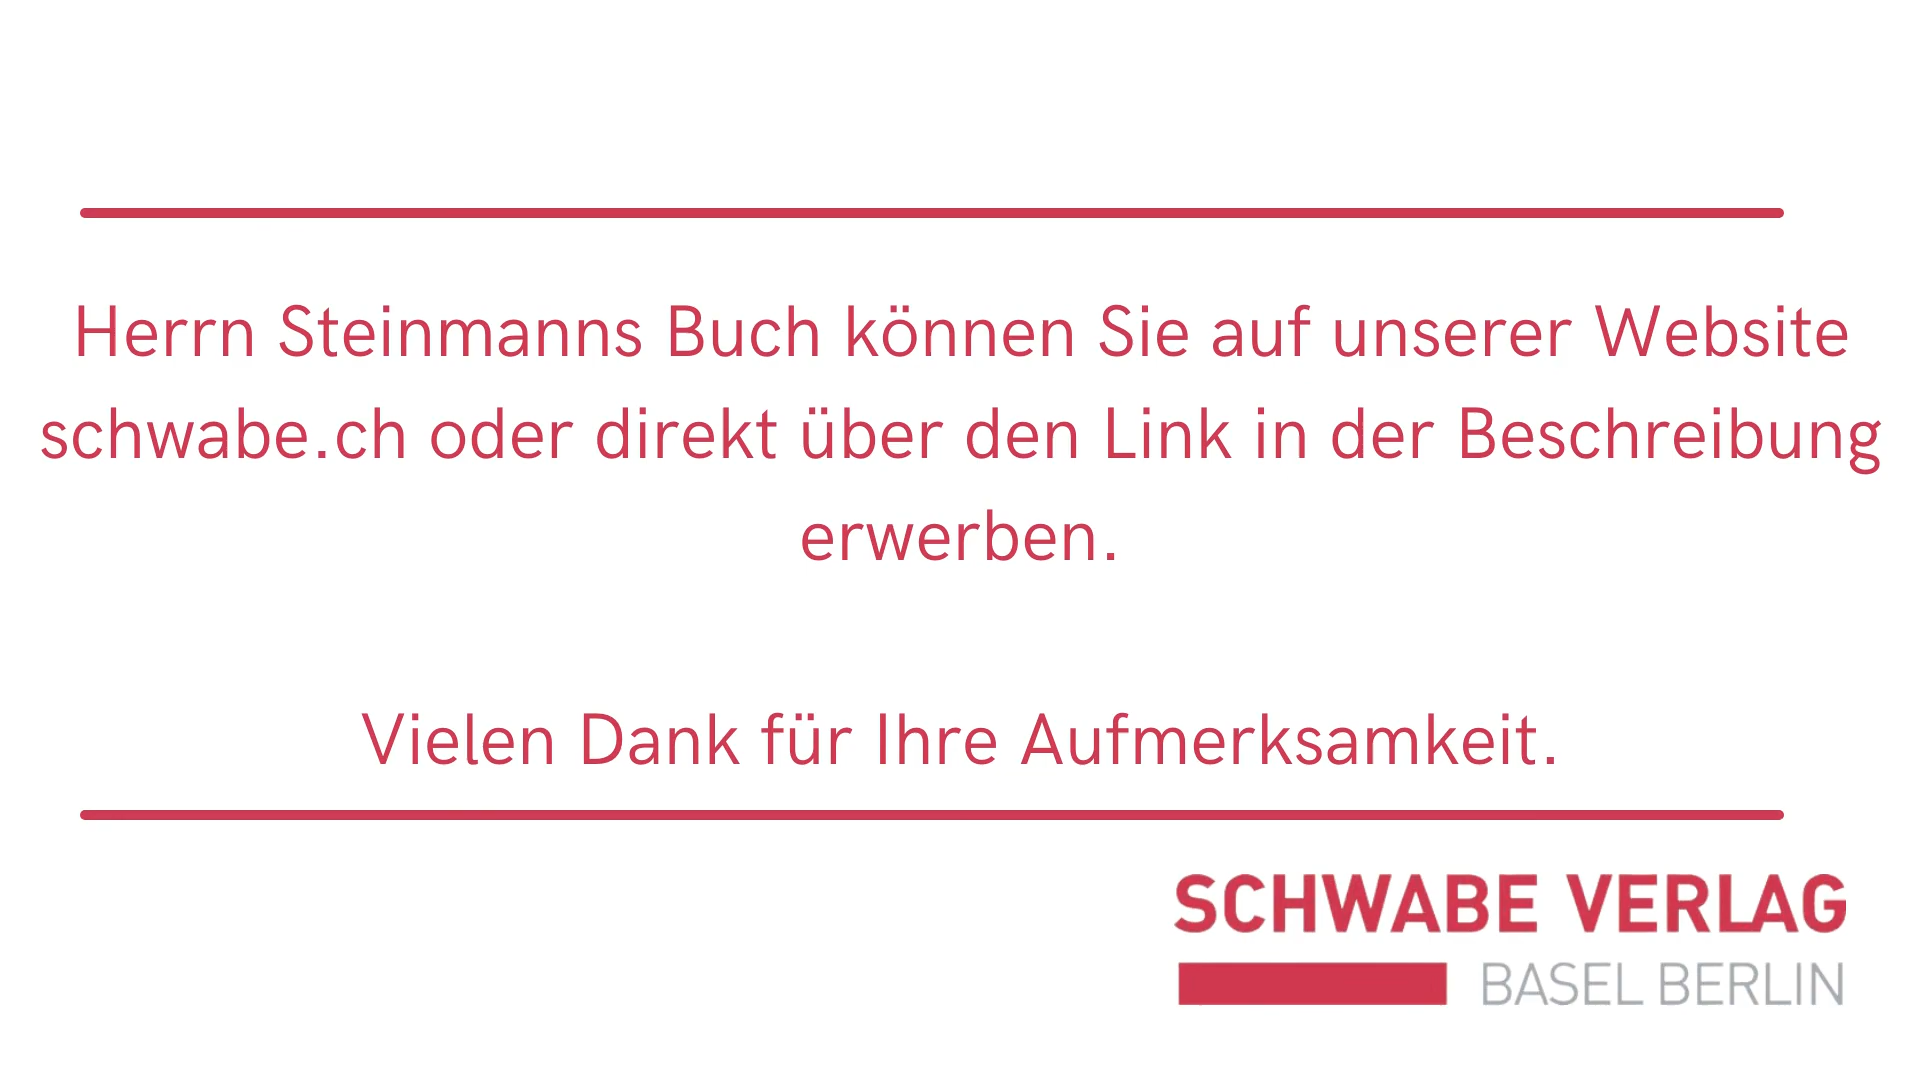 Herrn Steinmanns Buch können Sie auf unserer Website
schwabe.ch oder direkt über den Link in der Beschreibung
erwerben.
Vielen Dank für Ihre Aufmerksamkeit.
SCHWABE VERLAG
BASEL BERLIN